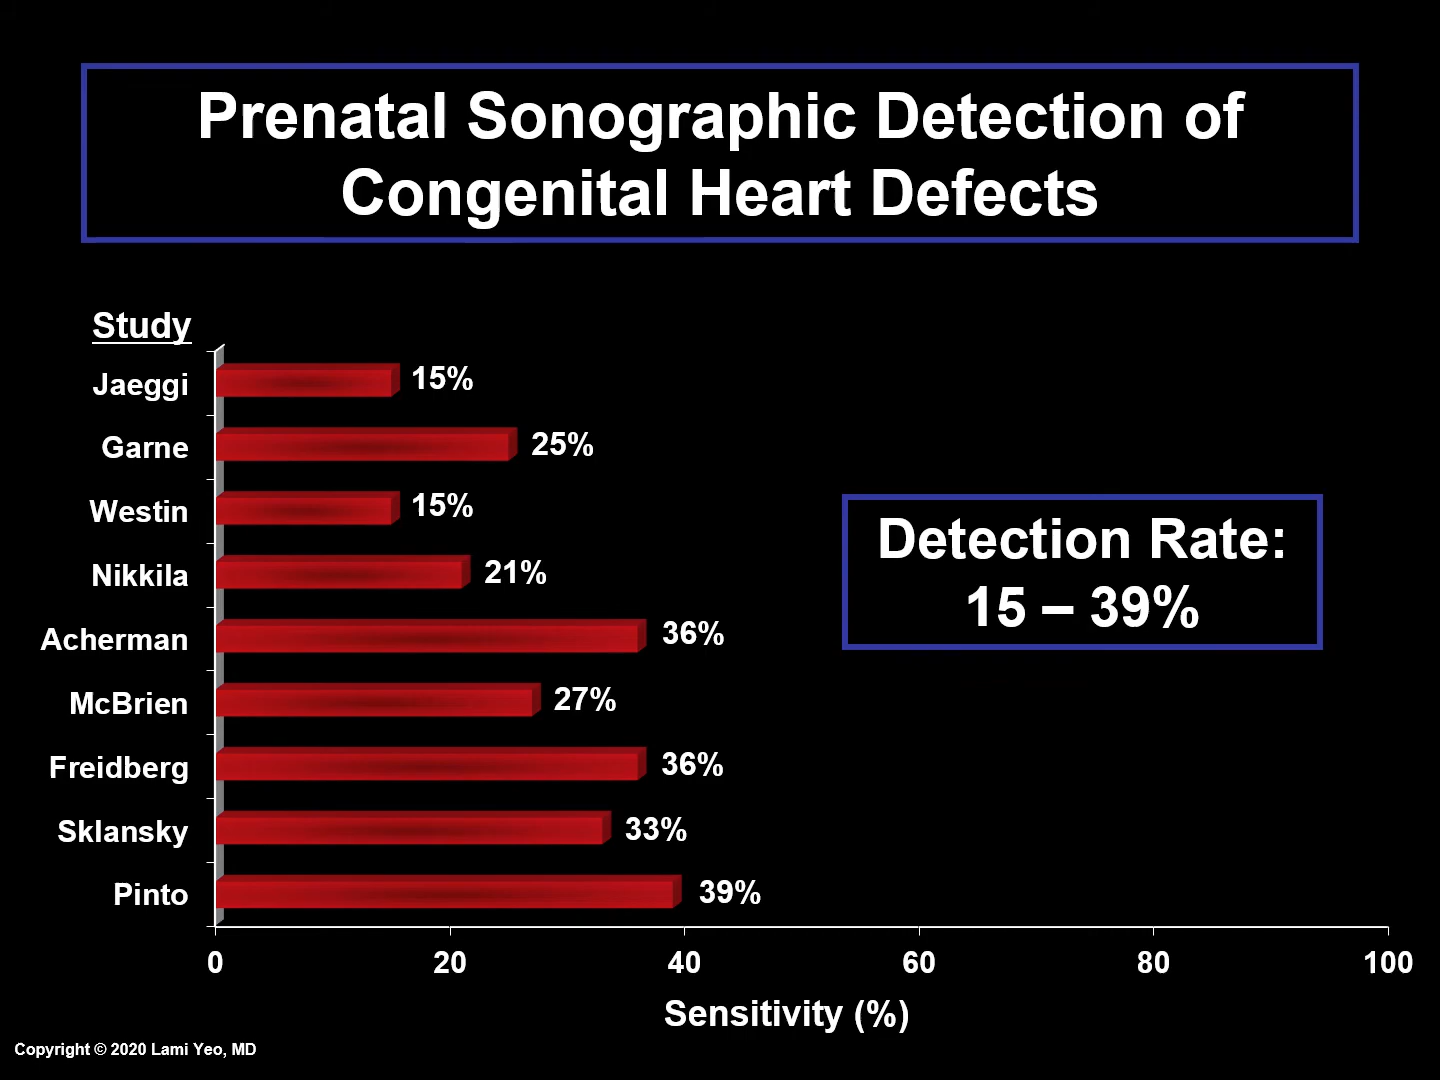 Prenatal Sonographic Detection of
Congenital Heart Defects
Study
Jaeggi 15%
Garne 25%
Westin 15%
Nikkila 21%
Acherman 36%
McBrien 27%
Freidberg 36%
Sklansky 33%
Pinto 39%
Detection Rate:
15 – 39%
0 20 40 60 80 100
Sensitivity (%)
Copyright © 2020 Lami Yeo, MD